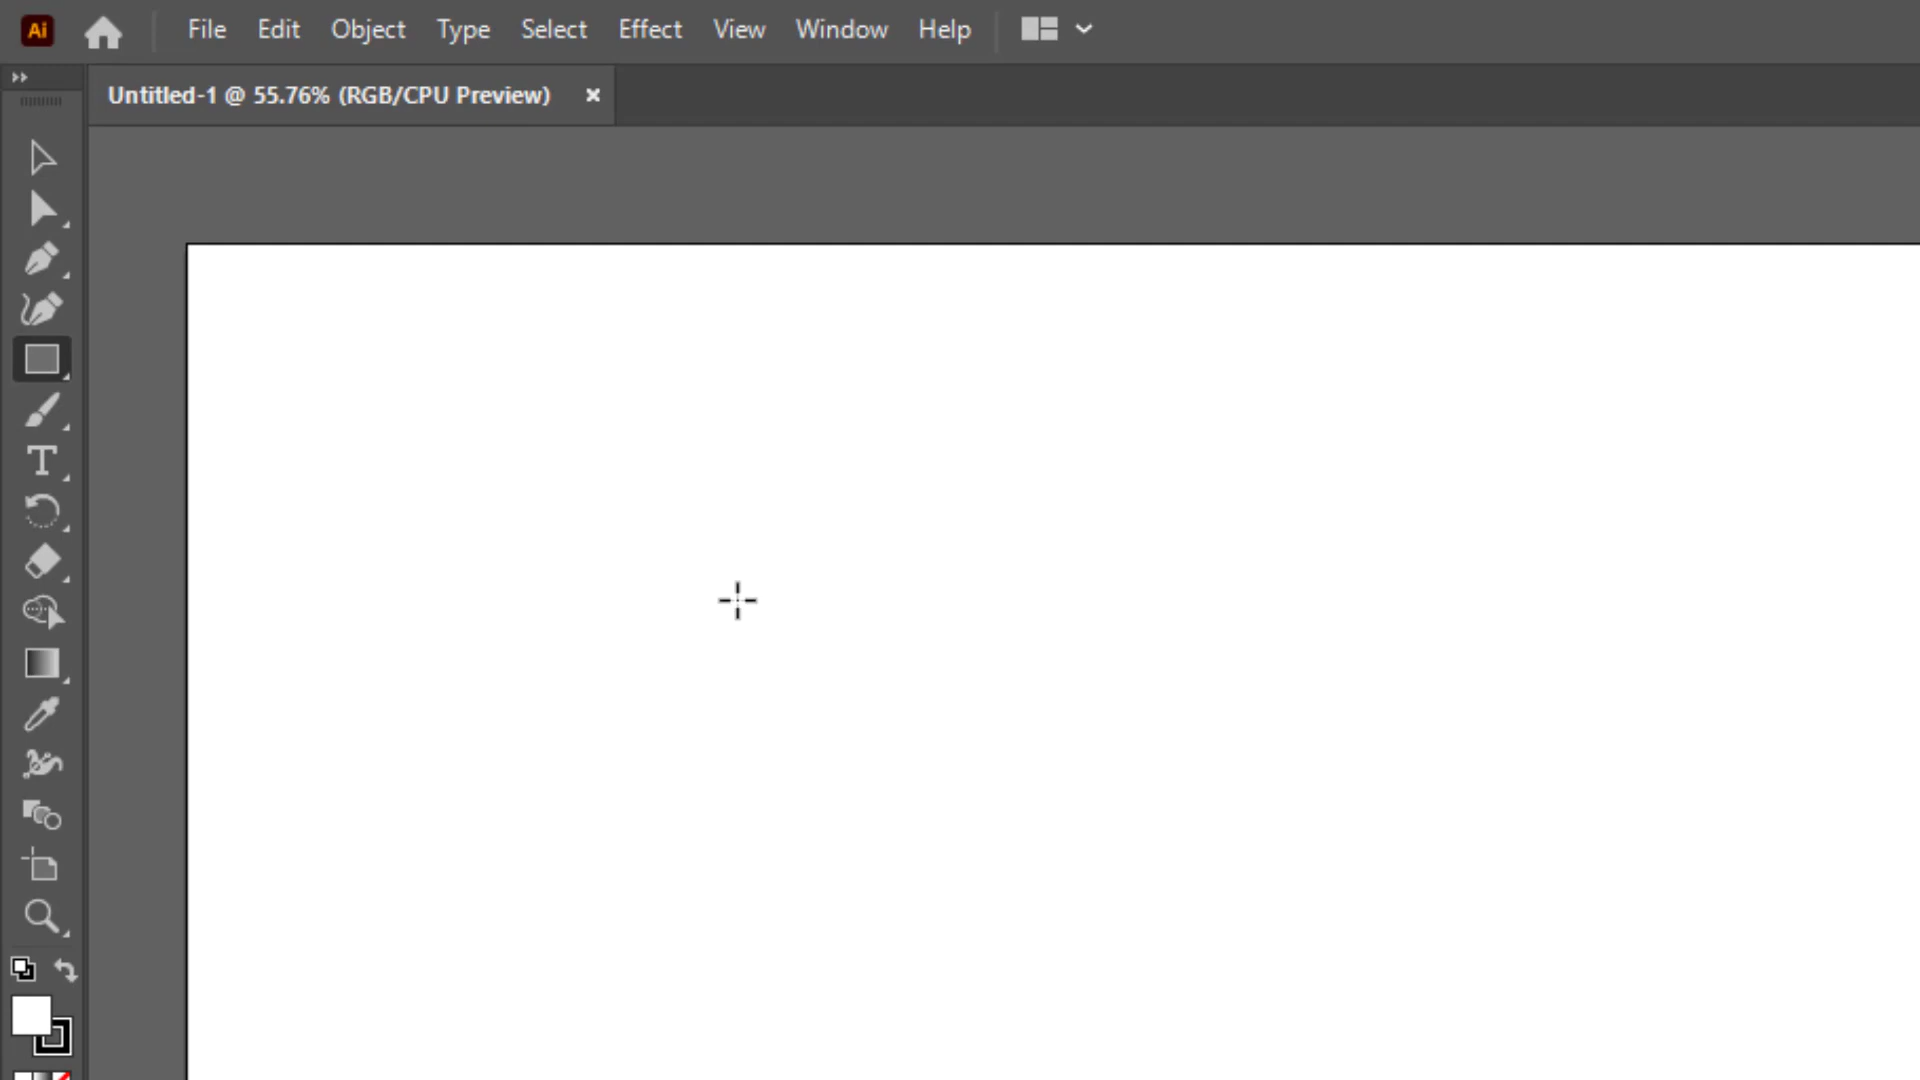 Ai File Edit Object Type Select Effect View Window Help
Untitled-1 @ 55.76% (RGB/CPU Preview) ×
T